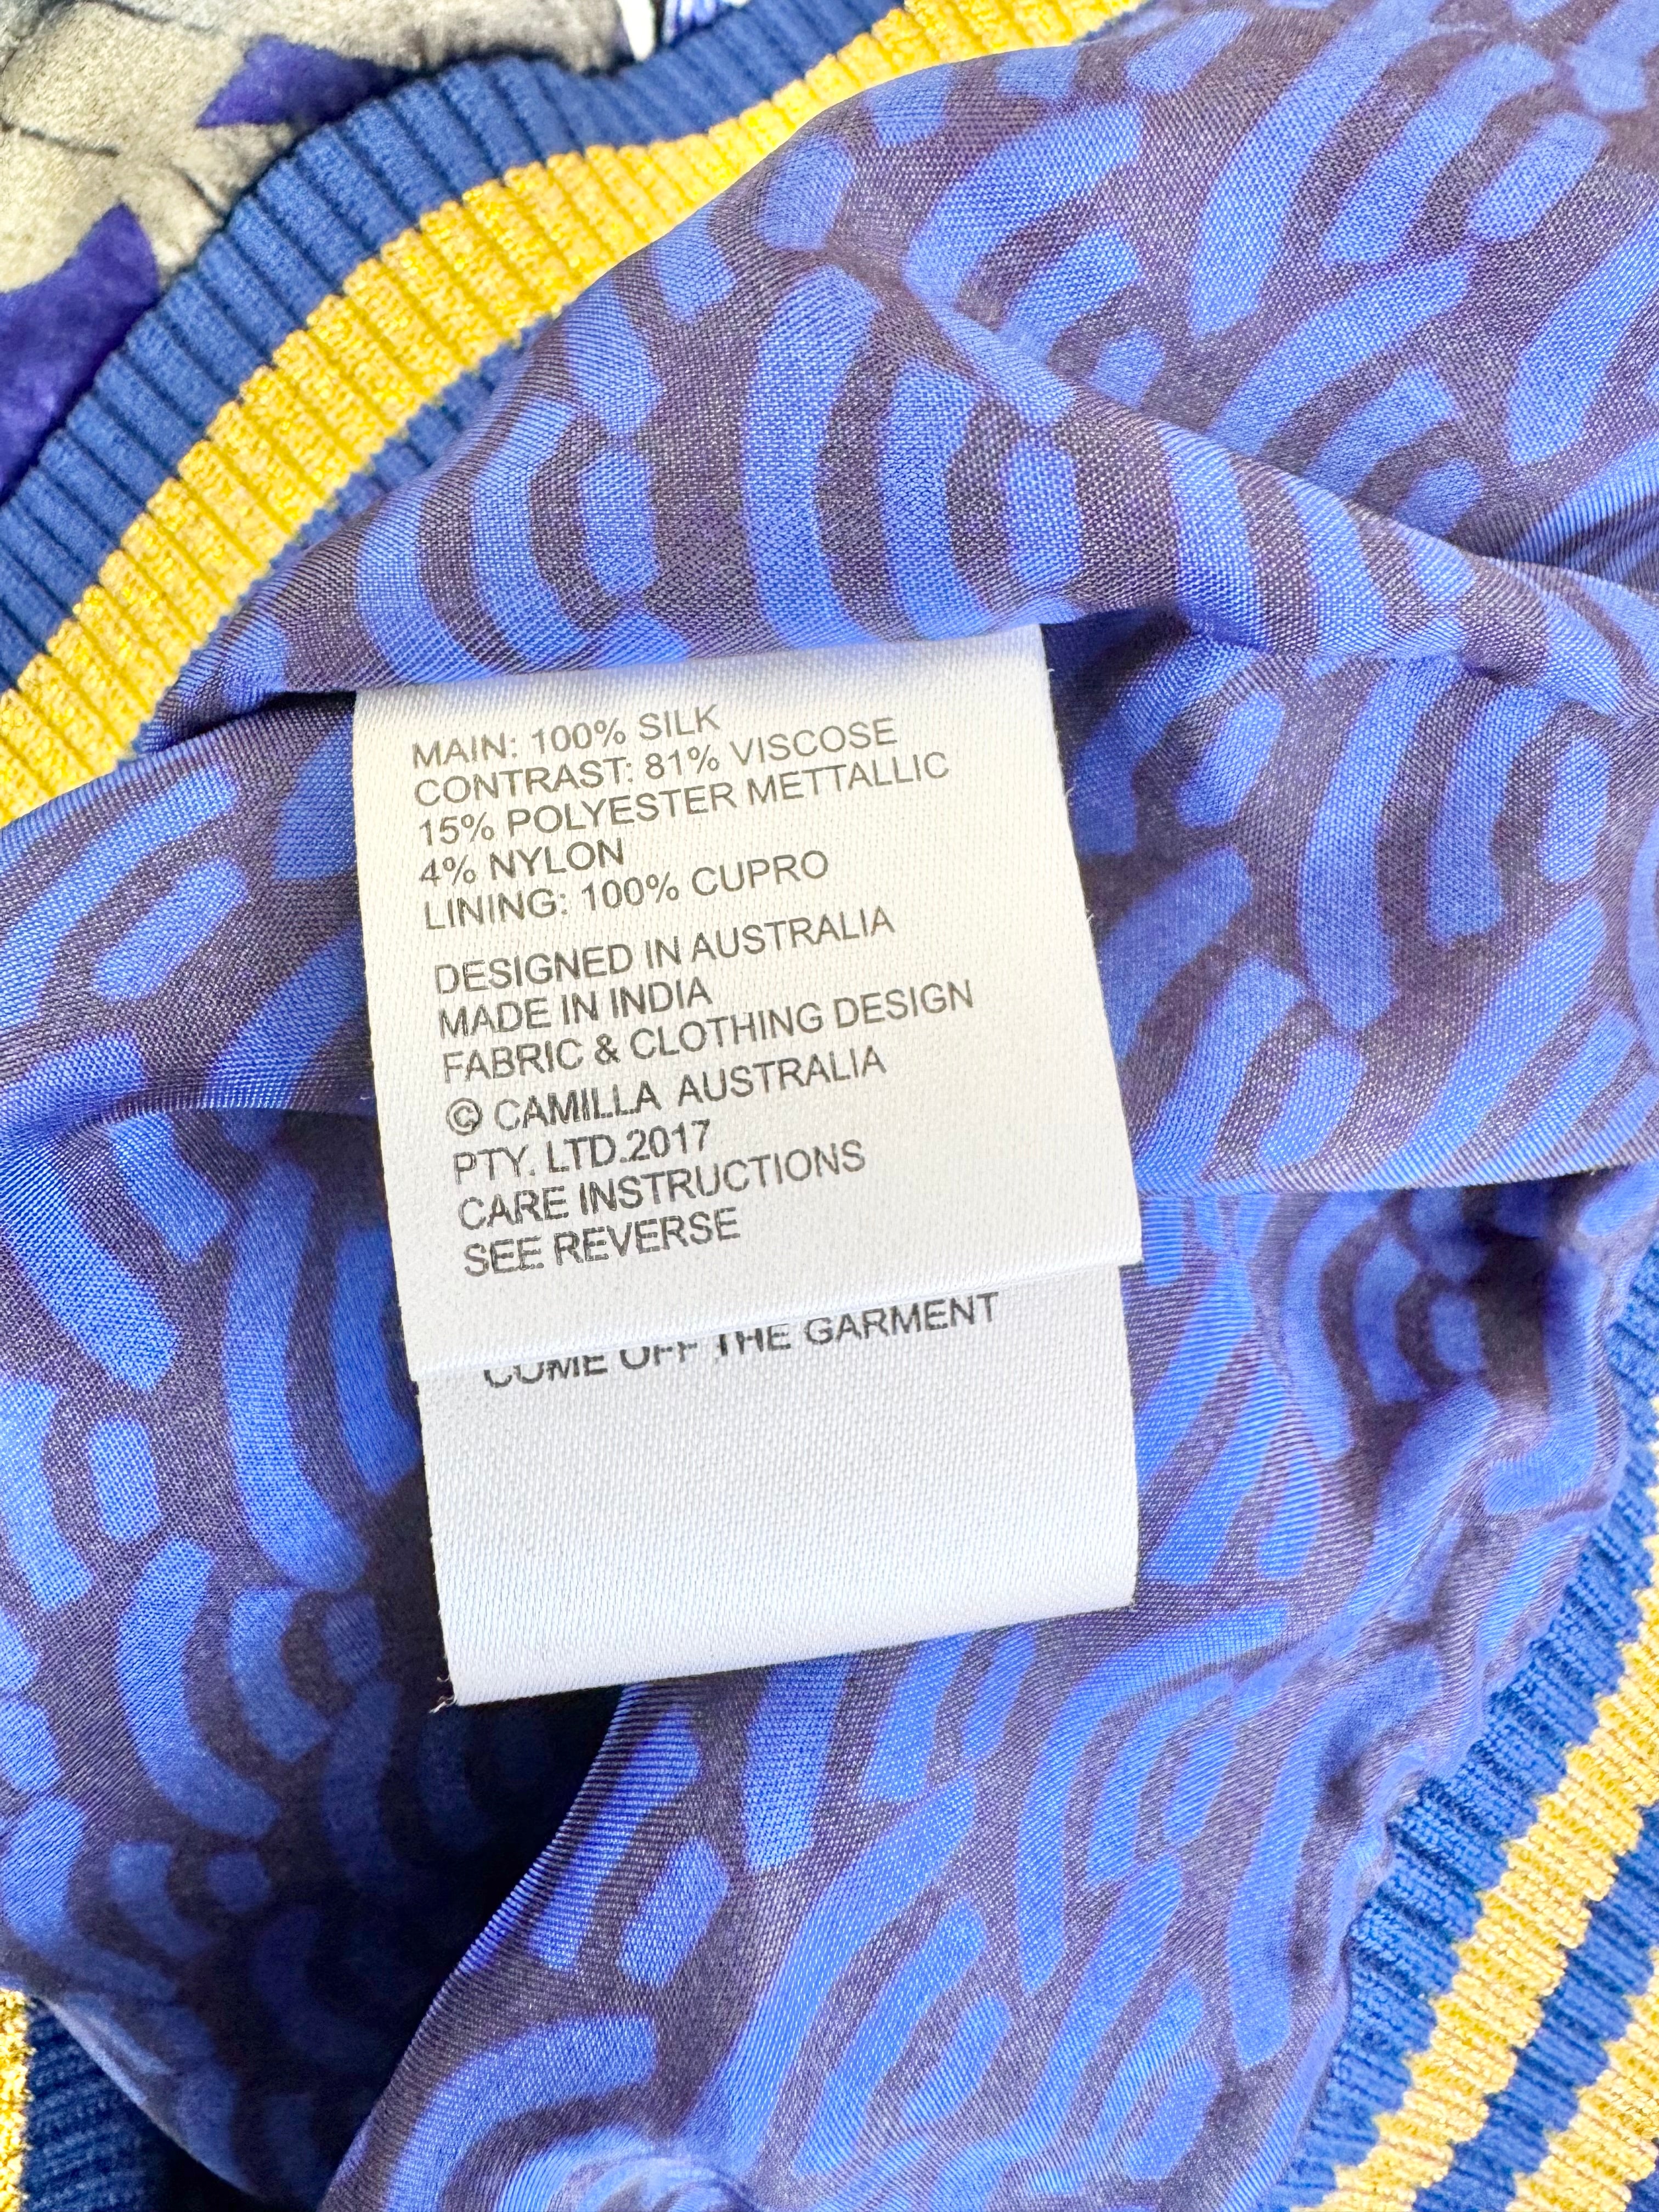 MAIN: 100% SILK
CONTRAST: 81% VISCOSE
15% POLYESTER METTALLIC
4% NYLON
LINING: 100% CUPRO
DESIGNED IN AUSTRALIA
MADE IN INDIA
FABRIC & CLOTHING DESIGN
© CAMILLA AUSTRALIA
PTY. LTD.2017
CARE INSTRUCTIONS
SEE REVERSE
COME OFF THE GARMENT